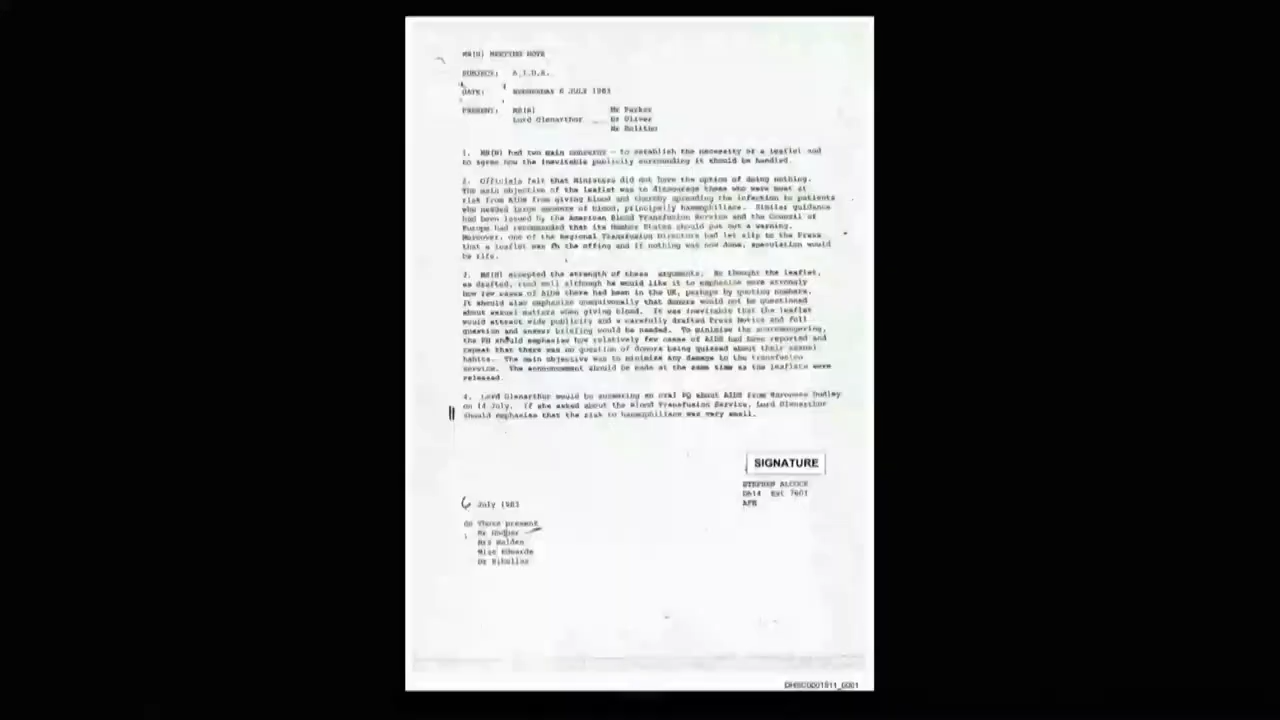 MS(H) MEETING NOTE
SUBJECT: A.I.D.S.
DATE: WEDNESDAY 6 JULY 1983
PRESENT: MS(H) Mr Parker
Lord Glenarthur Dr Oliver
Mr Bolitho
1. MS(H) had two main concerns - to establish the necessity of a leaflet and
to agree how the inevitable publicity surrounding it should be handled.
2. Officials felt that Ministers did not have the option of doing nothing.
The main objective of the leaflet was to discourage those who were most at
risk from AIDS from giving blood and thereby spreading the infection to patients
who needed large amounts of blood, principally haemophiliacs. Similar guidance
had been issued by the American Blood Transfusion Service and the Council of
Europe had recommended that its Member States should put out a warning.
Moreover, one of the Regional Transfusion Directors had let slip to the Press
that a leaflet was in the offing and if nothing was now done, speculation would
be rife.
3. MS(H) accepted the strength of these arguments. He thought the leaflet,
as drafted, read well although he would like it to emphasise more strongly
how few cases of AIDS there had been in the UK, perhaps by quoting numbers.
It should also emphasise unequivocally that donors would not be questioned
about sexual matters when giving blood. It was inevitable that the leaflet
would attract wide publicity and a carefully drafted Press Notice and full
question and answer briefing would be needed. To minimise the scaremongering,
the PN should emphasise how relatively few cases of AIDS had been reported and
repeat that there was no question of donors being quizzed about their sexual
habits. The main objective was to minimise any damage to the transfusion
service. The announcement should be made at the same time as the leaflets were
released.
4. Lord Glenarthur would be answering an oral PQ about AIDS from Baroness Dudley
on 14 July. If she asked about the Blood Transfusion Service, Lord Glenarthur
should emphasise that the risk to haemophiliacs was very small.
SIGNATURE
STEPHEN ALCOCK
D614 Ext 7601
APH
6 July 1983
cc Those present
Mr
Mrs Walden
Miss Edwards
Dr
DHSC0001511_0001